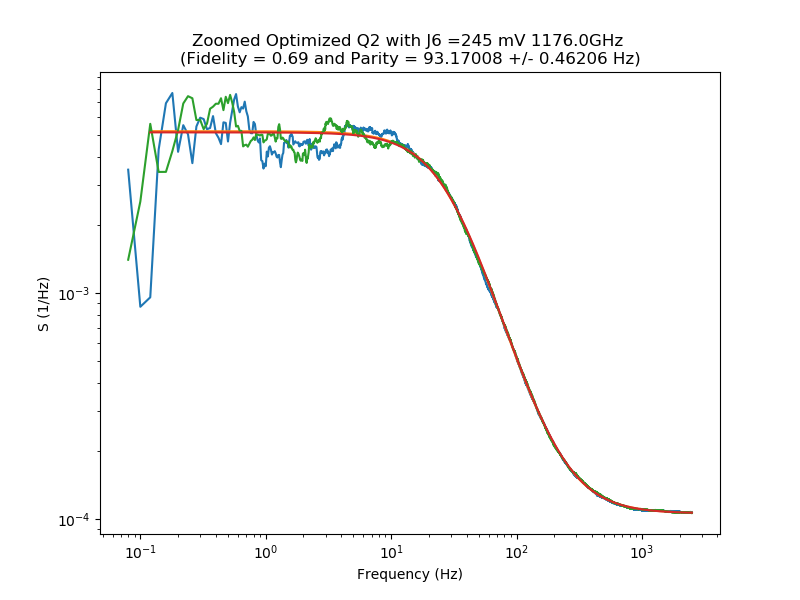 Zoomed Optimized Q2 with J6 =245 mV 1176.0GHz
(Fidelity = 0.69 and Parity = 93.17008 +/- 0.46206 Hz)
S (1/Hz)
10⁻³
10⁻⁴
10⁻¹ 10⁰ 10¹ 10² 10³
Frequency (Hz)